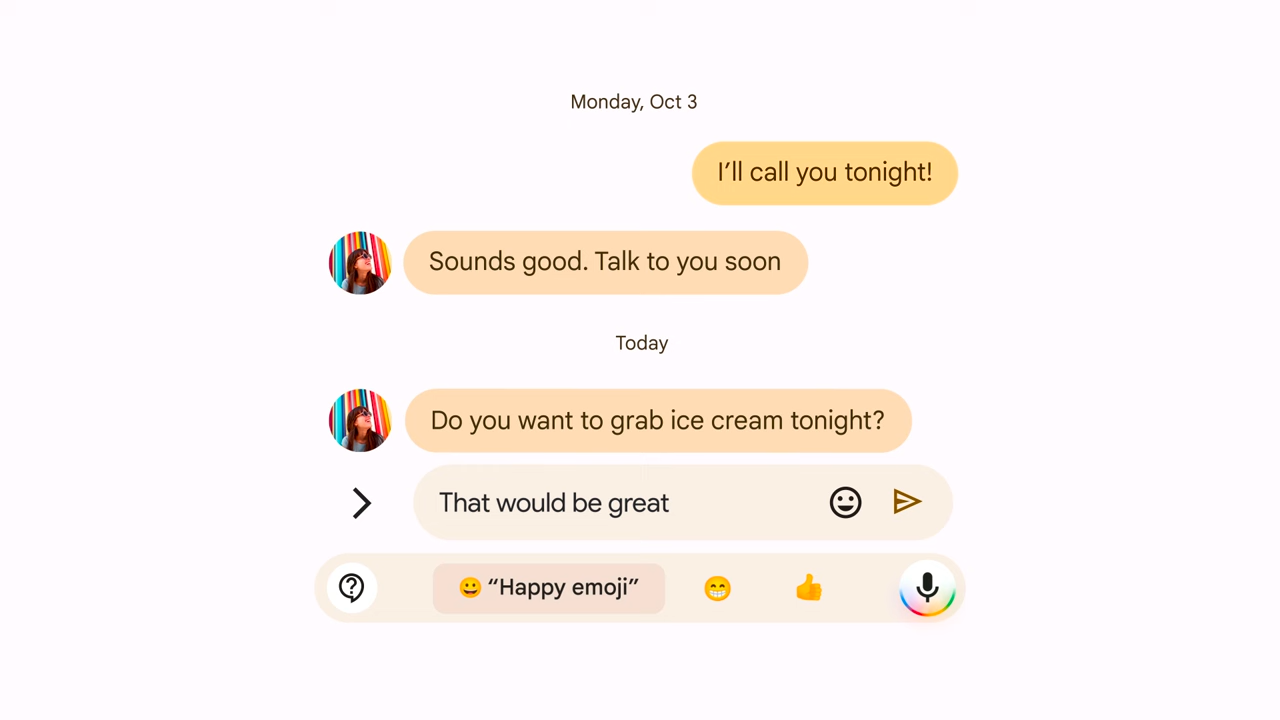 Monday, Oct 3
I’ll call you tonight!
Sounds good. Talk to you soon
Today
Do you want to grab ice cream tonight?
That would be great
😀 “Happy emoji” 😁 👍